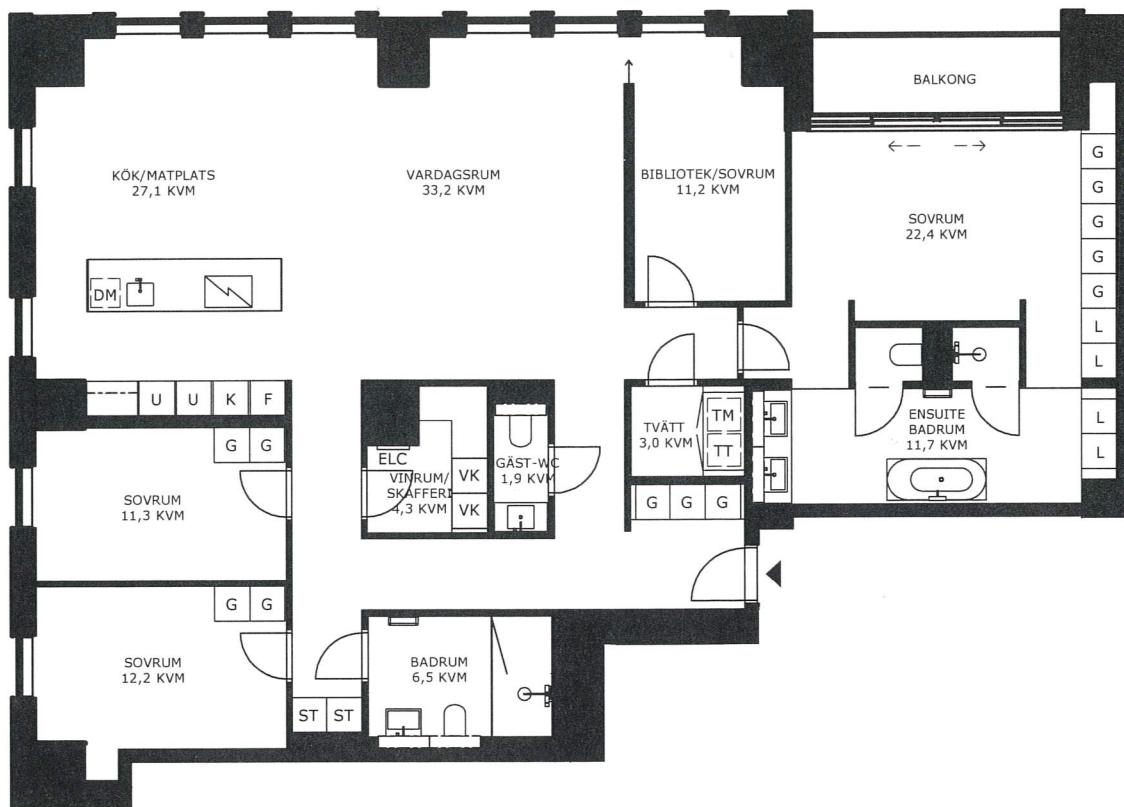 BALKONG
KÖK/MATPLATS
27,1 KVM
VARDAGSRUM
33,2 KVM
BIBLIOTEK/SOVRUM
11,2 KVM
SOVRUM
22,4 KVM
G
G
G
G
G
L
L
DM
U U K F
G G
SOVRUM
11,3 KVM
ELC
VINRUM/
SKAFFERI
4,3 KVM
VK
VK
GÄST-WC
1,9 KVM
TVÄTT
3,0 KVM
TM
TT
G G G
ENSUITE
BADRUM
11,7 KVM
L
L
G G
SOVRUM
12,2 KVM
BADRUM
6,5 KVM
ST ST